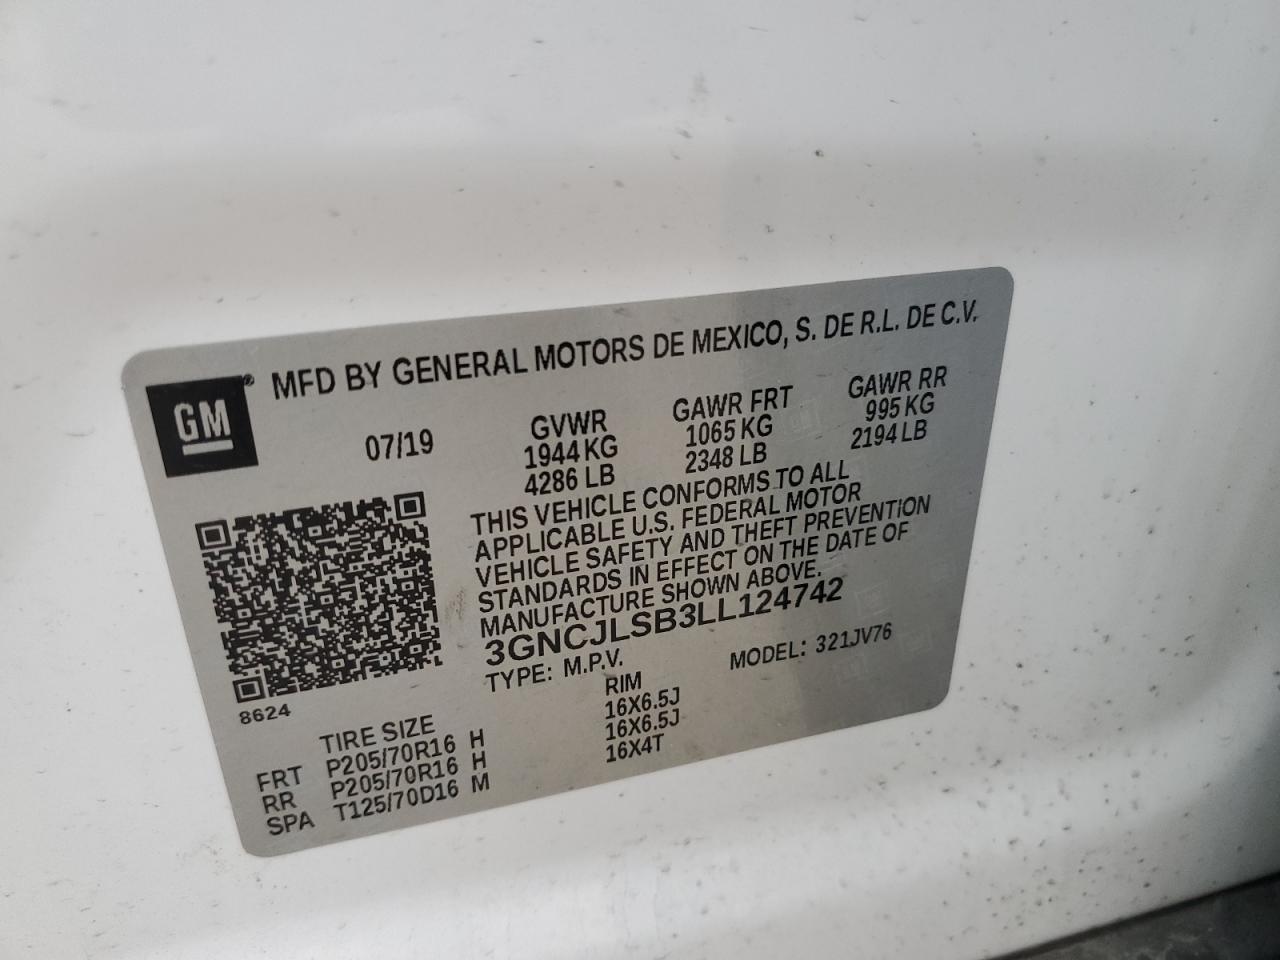 MFD BY GENERAL MOTORS DE MEXICO, S. DE R.L. DE C.V.
GM®
07/19
GVWR GAWR FRT GAWR RR
1944 KG 1065 KG 995 KG
4286 LB 2348 LB 2194 LB
THIS VEHICLE CONFORMS TO ALL
APPLICABLE U.S. FEDERAL MOTOR
VEHICLE SAFETY AND THEFT PREVENTION
STANDARDS IN EFFECT ON THE DATE OF
MANUFACTURE SHOWN ABOVE.
3GNCJLSB3LL124742
TYPE: M.P.V. MODEL: 321JV76
8624
TIRE SIZE RIM
FRT P205/70R16 H 16X6.5J
RR P205/70R16 H 16X6.5J
SPA T125/70D16 M 16X4T